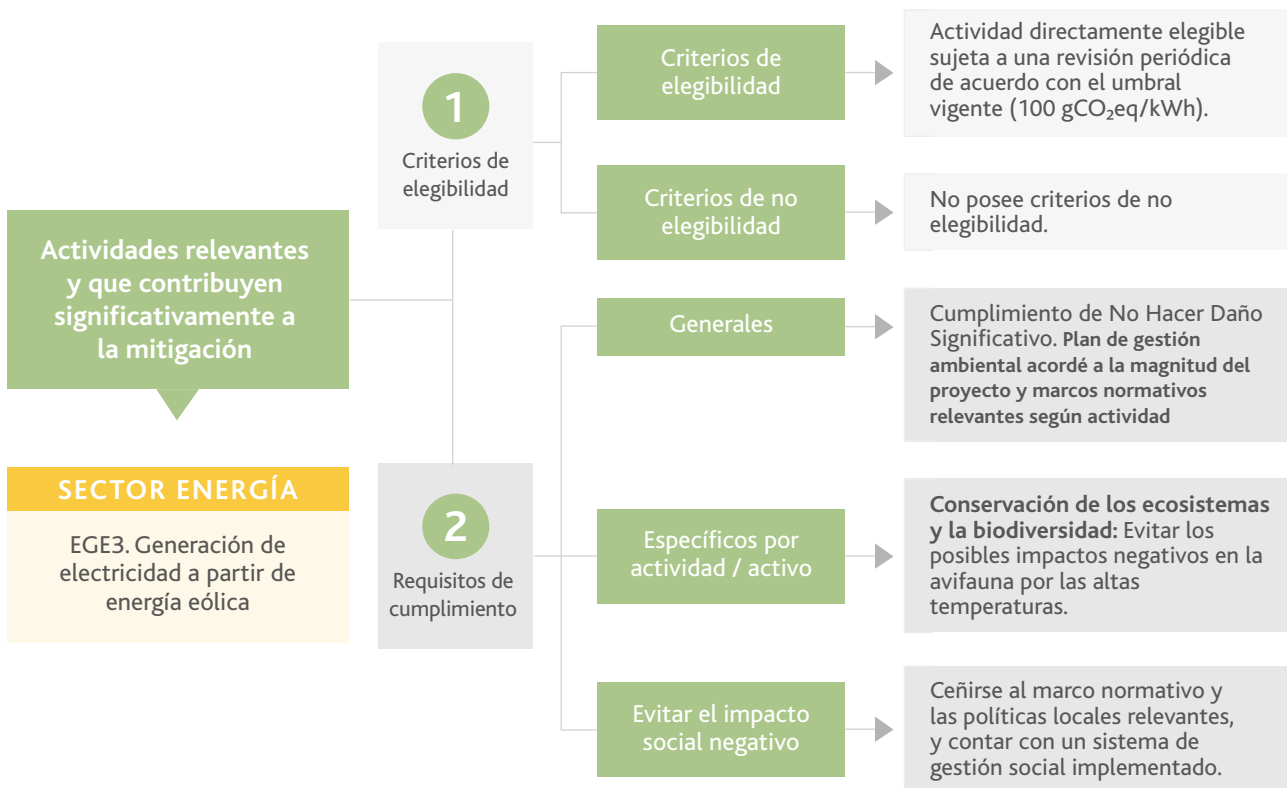 Actividades relevantes
y que contribuyen
significativamente a
la mitigación
SECTOR ENERGÍA
EGE3. Generación de
electricidad a partir de
energía eólica
1
Criterios de
elegibilidad
Criterios de
elegibilidad
Actividad directamente elegible
sujeta a una revisión periódica
de acuerdo con el umbral
vigente (100 gCO₂eq/kWh).
Criterios de no
elegibilidad
No posee criterios de no
elegibilidad.
2
Requisitos de
cumplimiento
Generales
Cumplimiento de No Hacer Daño
Significativo. Plan de gestión
ambiental acordé a la magnitud del
proyecto y marcos normativos
relevantes según actividad
Específicos por
actividad / activo
Conservación de los ecosistemas
y la biodiversidad: Evitar los
posibles impactos negativos en la
avifauna por las altas
temperaturas.
Evitar el impacto
social negativo
Ceñirse al marco normativo y
las políticas locales relevantes,
y contar con un sistema de
gestión social implementado.